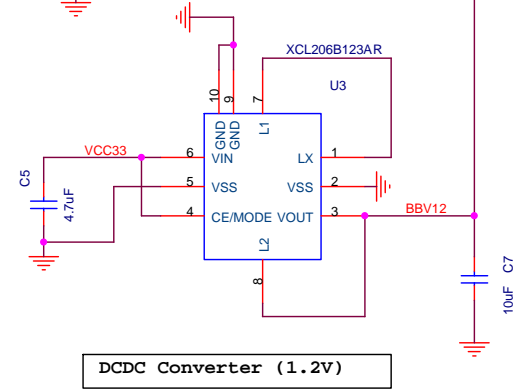 XCL206B123AR
U3
10
9
7
GND
GND
L1
VCC33
6
VIN
LX
1
C5
4.7uF
5
VSS
VSS
2
4
CE/MODE
VOUT
3
BBV12
L2
8
C7
10uF
DCDC Converter (1.2V)